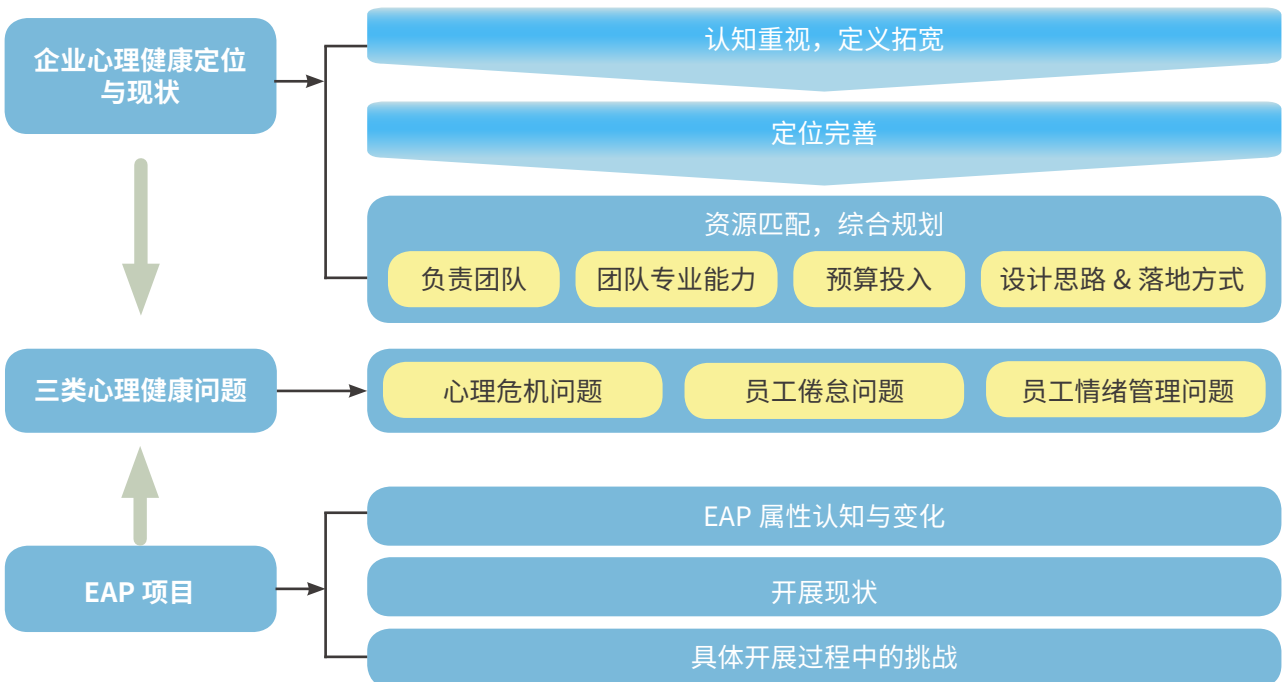 企业心理健康定位
与现状
认知重视，定义拓宽
定位完善
资源匹配，综合规划
负责团队
团队专业能力
预算投入
设计思路 & 落地方式
三类心理健康问题
心理危机问题
员工倦怠问题
员工情绪管理问题
EAP 项目
EAP 属性认知与变化
开展现状
具体开展过程中的挑战